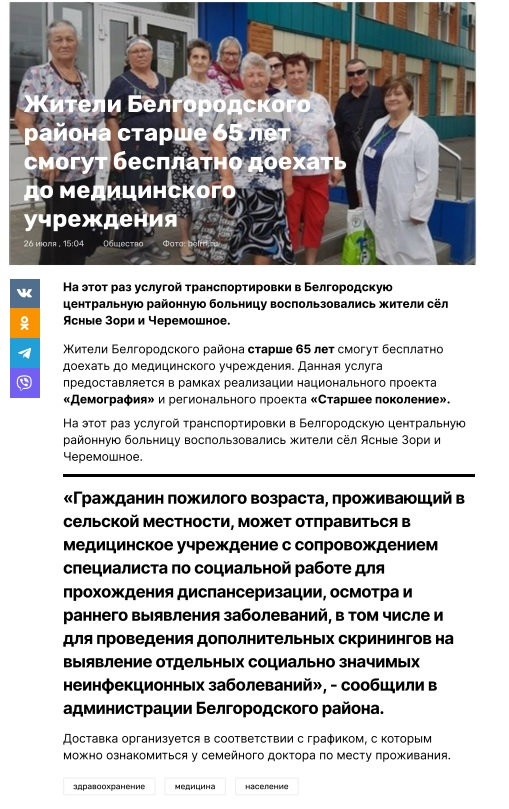 Жители Белгородского
района старше 65 лет
смогут бесплатно доехать
до медицинского
учреждения
26 июля , 15:04 Общество Фото: belrn.ru
На этот раз услугой транспортировки в Белгородскую
центральную районную больницу воспользовались жители сёл
Ясные Зори и Черемошное.
Жители Белгородского района старше 65 лет смогут бесплатно
доехать до медицинского учреждения. Данная услуга
предоставляется в рамках реализации национального проекта
«Демография» и регионального проекта «Старшее поколение».
На этот раз услугой транспортировки в Белгородскую центральную
районную больницу воспользовались жители сёл Ясные Зори и
Черемошное.
«Гражданин пожилого возраста, проживающий в
сельской местности, может отправиться в
медицинское учреждение с сопровождением
специалиста по социальной работе для
прохождения диспансеризации, осмотра и
раннего выявления заболеваний, в том числе и
для проведения дополнительных скринингов на
выявление отдельных социально значимых
неинфекционных заболеваний», - сообщили в
администрации Белгородского района.
Доставка организуется в соответствии с графиком, с которым
можно ознакомиться у семейного доктора по месту проживания.
здравоохранение медицина население